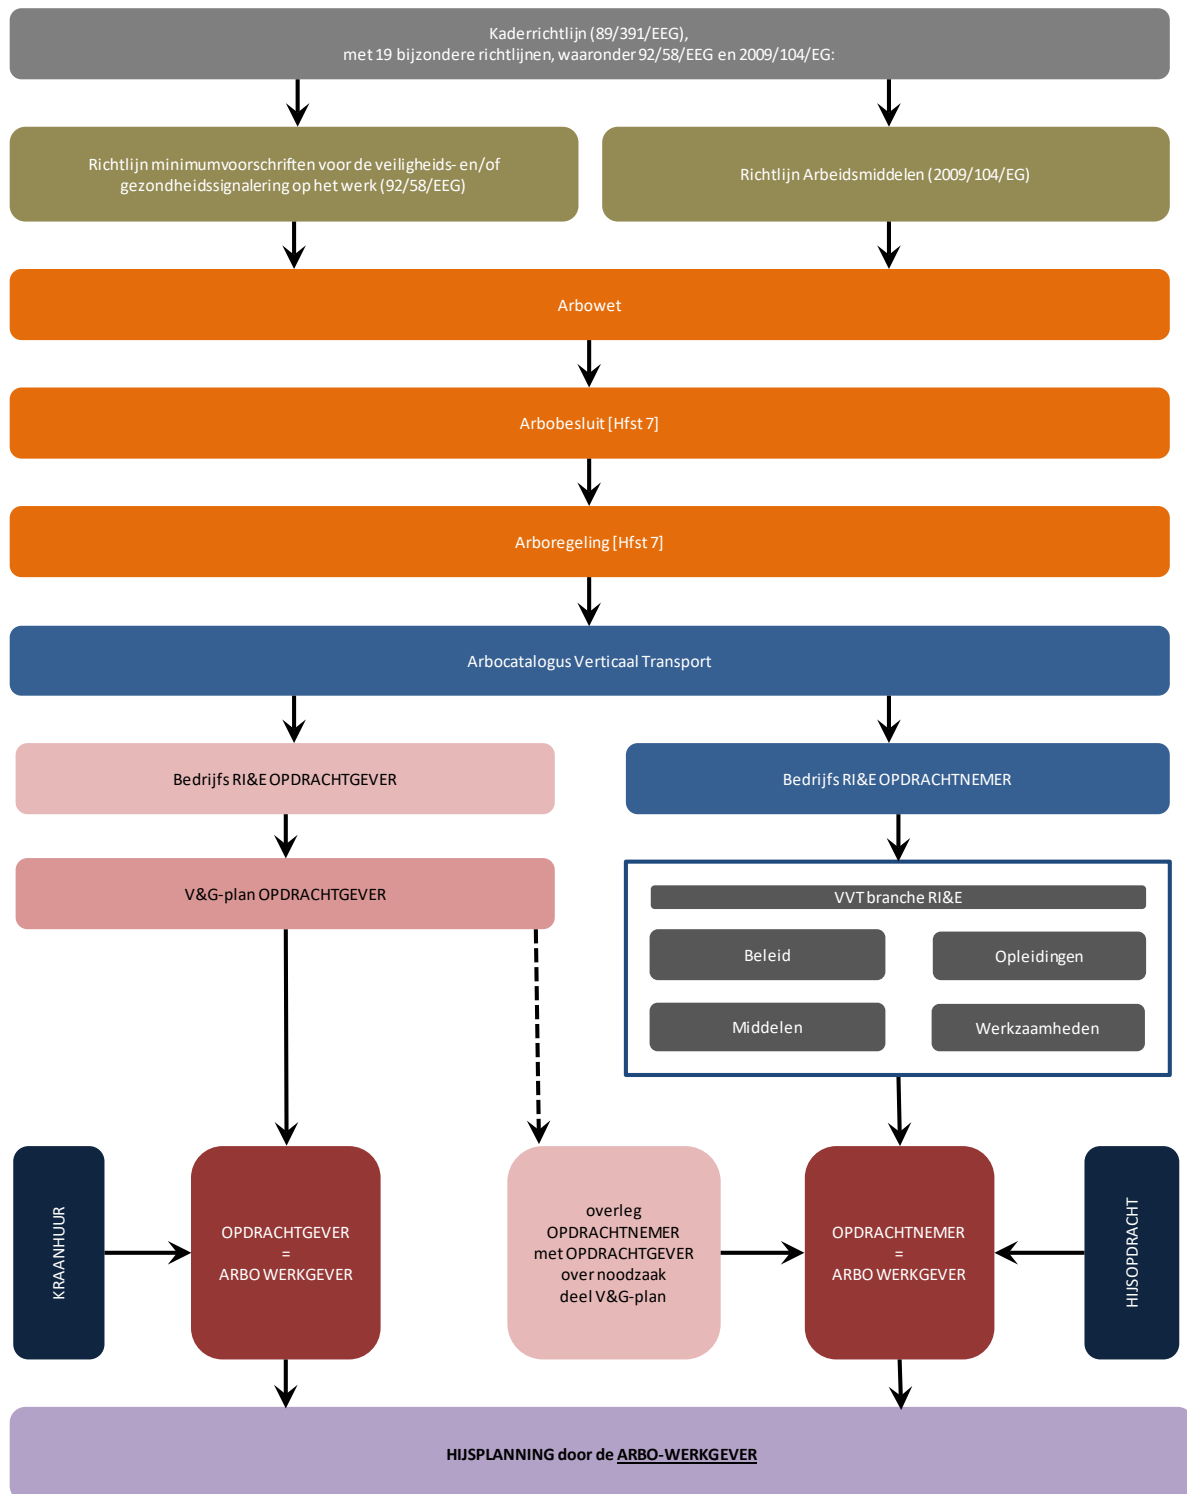 Kaderrichtlijn (89/391/EEG),
met 19 bijzondere richtlijnen, waaronder 92/58/EEG en 2009/104/EG:
Richtlijn minimumvoorschriften voor de veiligheids- en/of
gezondheidssignalering op het werk (92/58/EEG)
Richtlijn Arbeidsmiddelen (2009/104/EG)
Arbowet
Arbobesluit [Hfst 7]
Arboregeling [Hfst 7]
Arbocatalogus Verticaal Transport
Bedrijfs RI&E OPDRACHTGEVER
Bedrijfs RI&E OPDRACHTNEMER
V&G-plan OPDRACHTGEVER
VVT branche RI&E
Beleid
Opleidingen
Middelen
Werkzaamheden
KRAANHUUR
OPDRACHTGEVER
=
ARBO WERKGEVER
overleg
OPDRACHTNEMER
met OPDRACHTGEVER
over noodzaak
deel V&G-plan
OPDRACHTNEMER
=
ARBO WERKGEVER
HIJSOPDRACHT
HIJSPLANNING door de ARBO-WERKGEVER